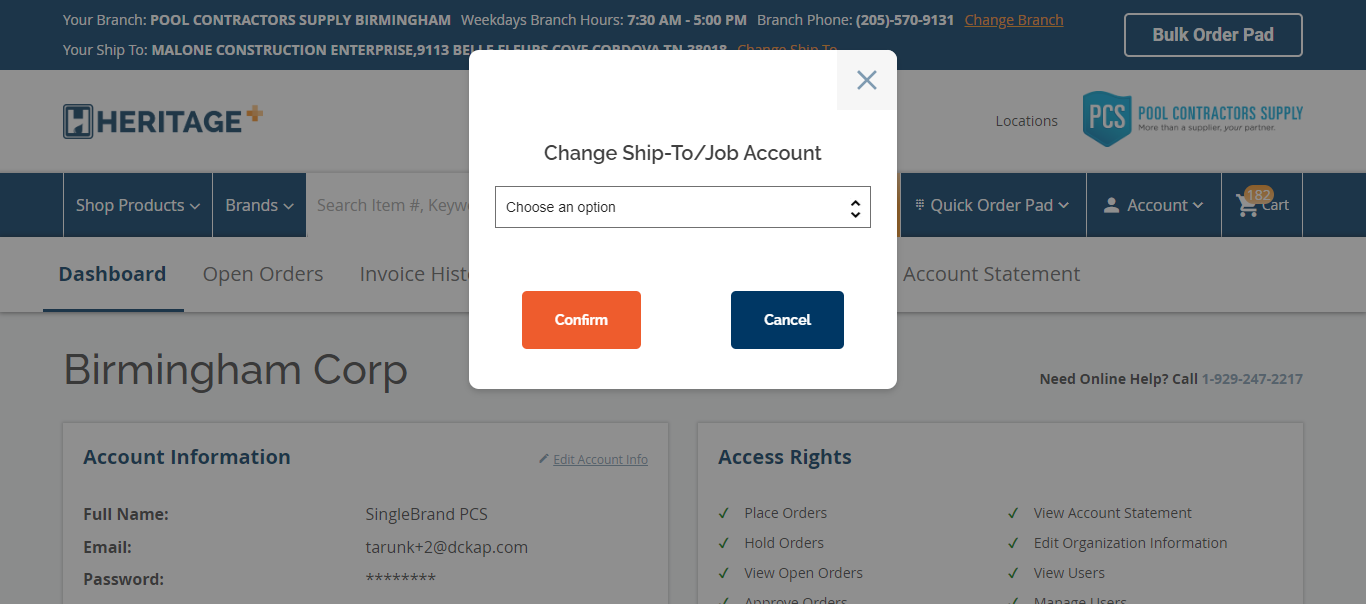 Your Branch: POOL CONTRACTORS SUPPLY BIRMINGHAM Weekdays Branch Hours: 7:30 AM - 5:00 PM Branch Phone: (205)-570-9131 Change Branch
Bulk Order Pad
Your Ship To: MALONE CONSTRUCTION ENTERPRISE,9113 BELLE FLEURS COVE CORDOVA TN 38018 Change Ship To
HERITAGE+
Locations
PCS POOL CONTRACTORS SUPPLY
More than a supplier, your partner.
Change Ship-To/Job Account
Choose an option
Confirm
Cancel
Shop Products
Brands
Search Item #, Keyw
Quick Order Pad
Account
182
Cart
Dashboard
Open Orders
Invoice Hist
Account Statement
Birmingham Corp
Need Online Help? Call 1-929-247-2217
Account Information
Edit Account Info
Full Name: SingleBrand PCS
Email: tarunk+2@dckap.com
Password: ********
Access Rights
Place Orders
View Account Statement
Hold Orders
Edit Organization Information
View Open Orders
View Users
Approve Orders
Manage Users